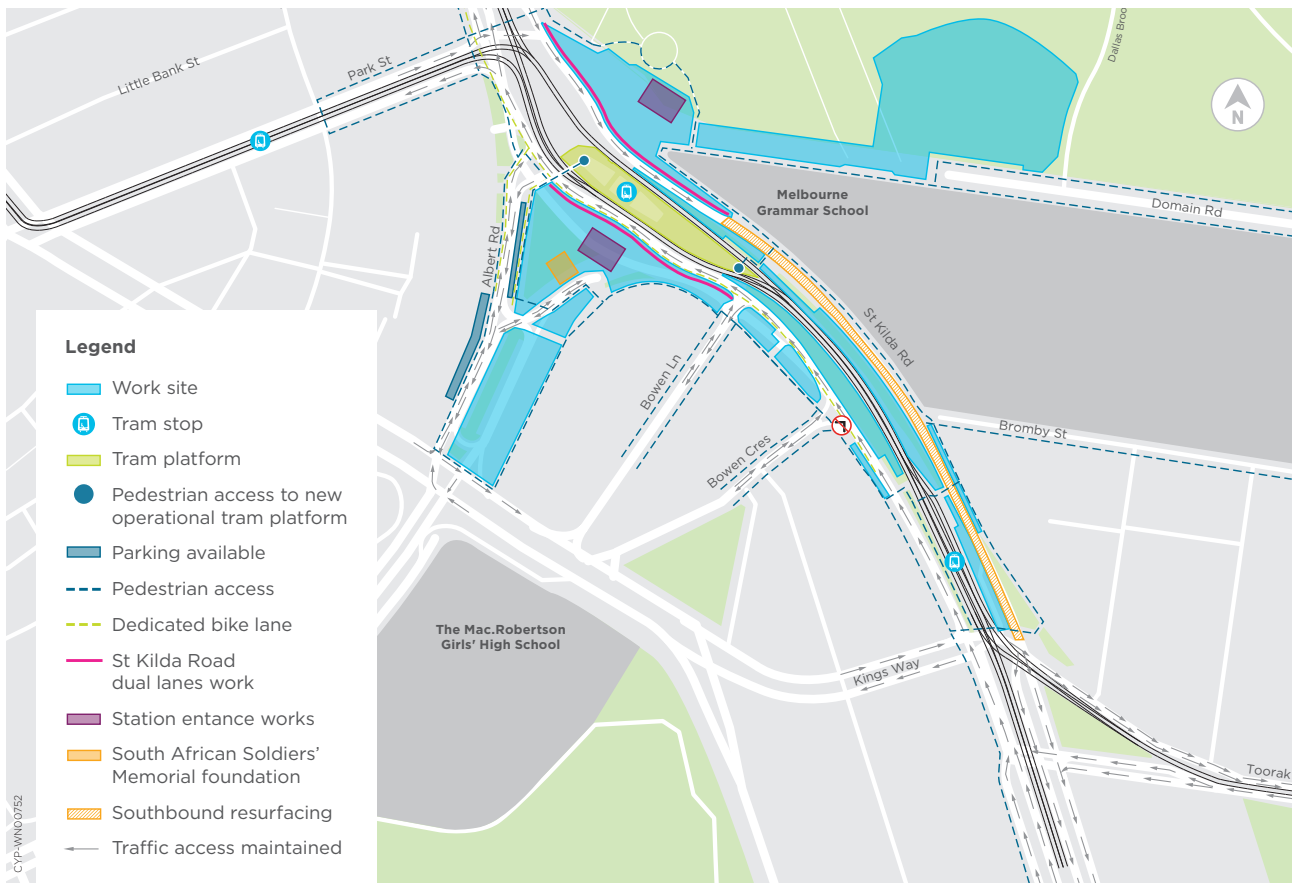 Little Bank St
Park St
Dallas Broo
N
Melbourne
Grammar School
Domain Rd
Albert Rd
St Kilda Rd
Bowen Ln
Bowen Cres
Bromby St
The Mac.Robertson
Girls' High School
Kings Way
Toorak
Legend
Work site
Tram stop
Tram platform
Pedestrian access to new
operational tram platform
Parking available
Pedestrian access
Dedicated bike lane
St Kilda Road
dual lanes work
Station entrance works
South African Soldiers'
Memorial foundation
Southbound resurfacing
Traffic access maintained
CYP-WN00752